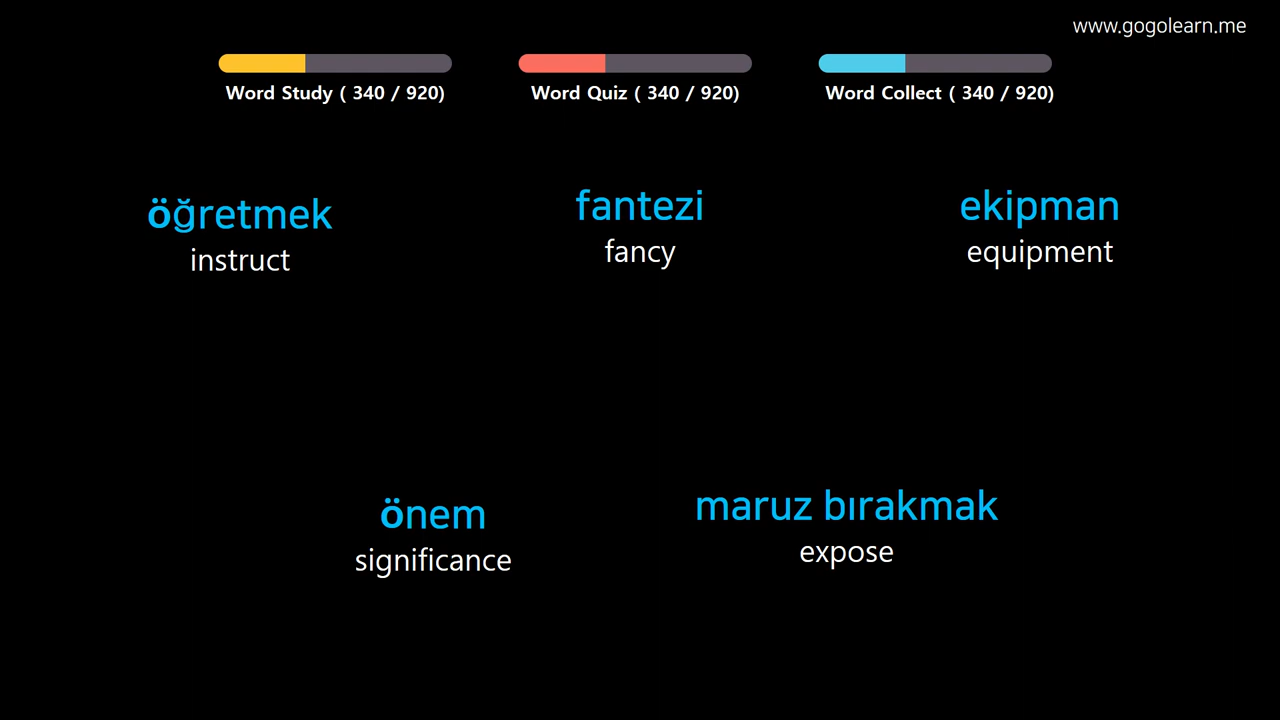 www.gogolearn.me
Word Study ( 340 / 920)
Word Quiz ( 340 / 920)
Word Collect ( 340 / 920)
öğretmek
instruct
fantezi
fancy
ekipman
equipment
önem
significance
maruz bırakmak
expose